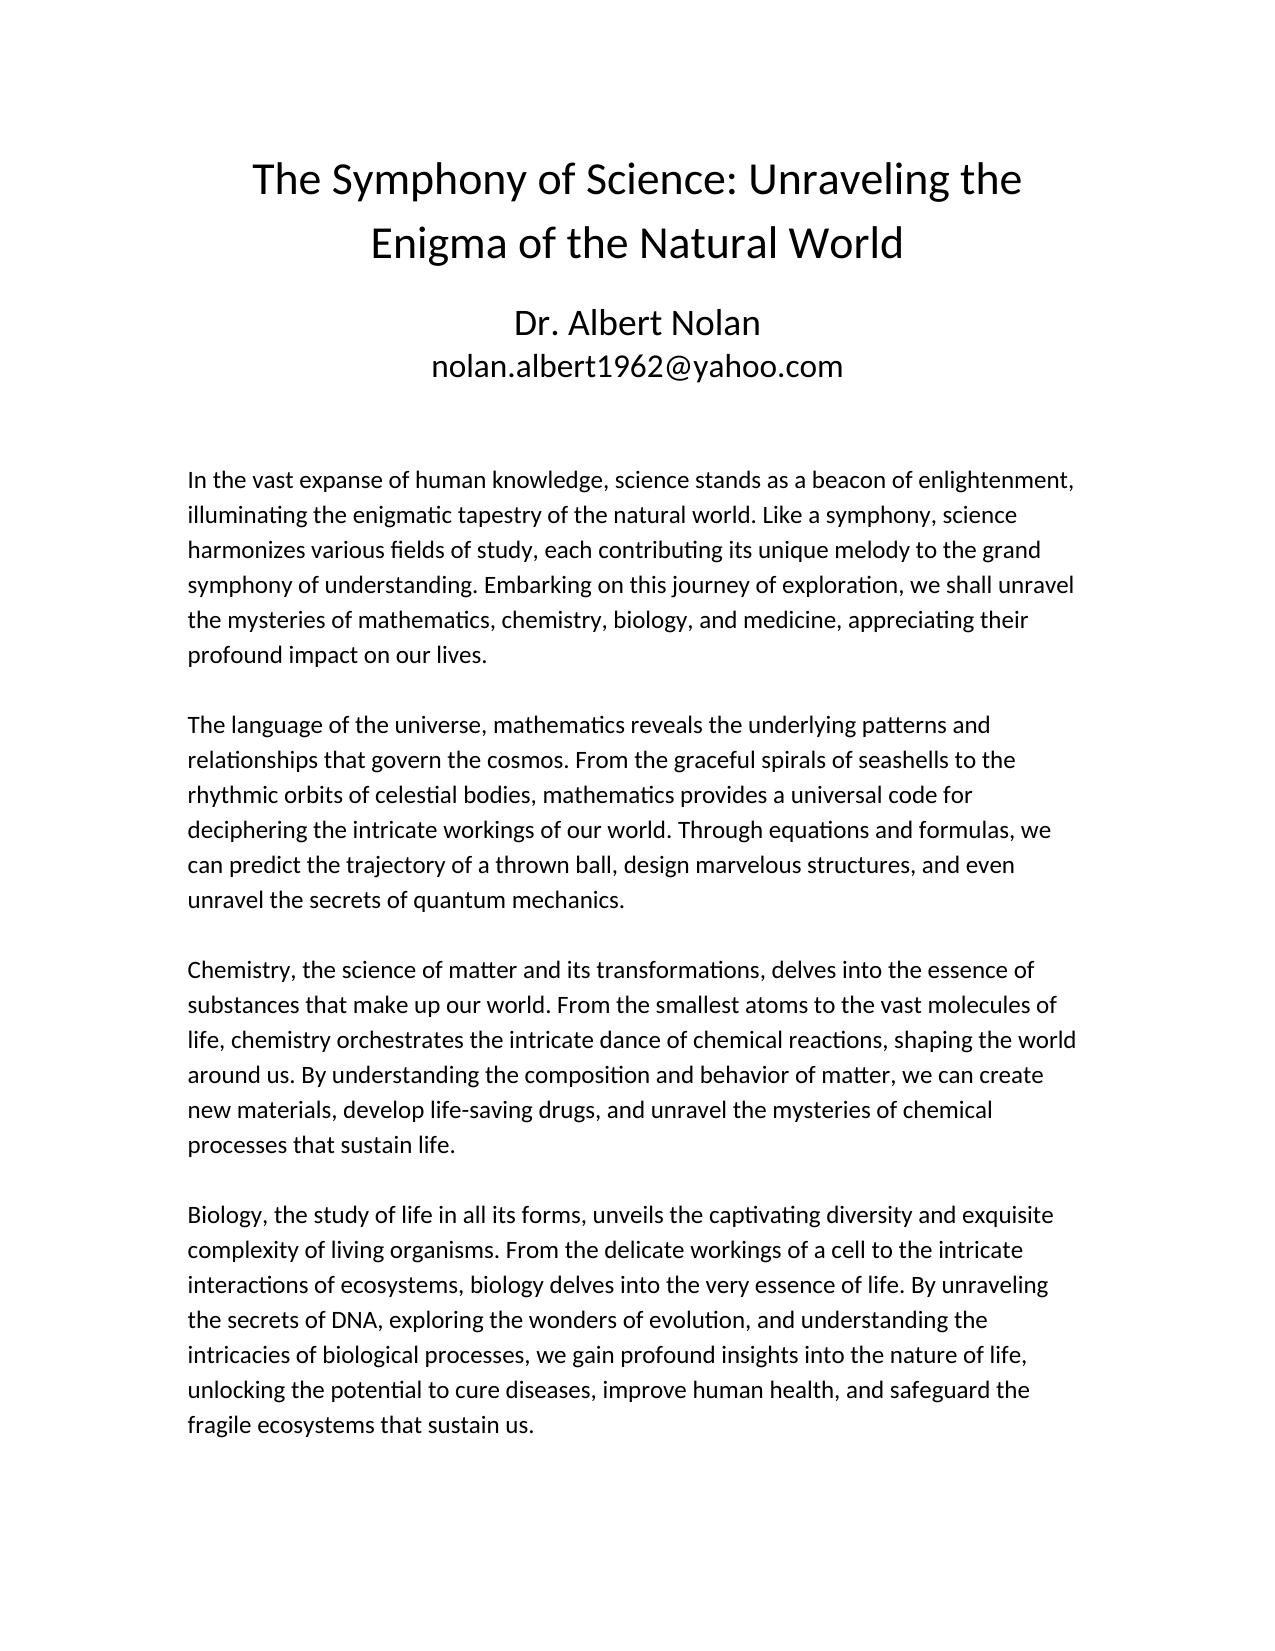 The Symphony of Science: Unraveling the
Enigma of the Natural World
Dr. Albert Nolan
nolan.albert1962@yahoo.com
In the vast expanse of human knowledge, science stands as a beacon of enlightenment,
illuminating the enigmatic tapestry of the natural world. Like a symphony, science
harmonizes various fields of study, each contributing its unique melody to the grand
symphony of understanding. Embarking on this journey of exploration, we shall unravel
the mysteries of mathematics, chemistry, biology, and medicine, appreciating their
profound impact on our lives.
The language of the universe, mathematics reveals the underlying patterns and
relationships that govern the cosmos. From the graceful spirals of seashells to the
rhythmic orbits of celestial bodies, mathematics provides a universal code for
deciphering the intricate workings of our world. Through equations and formulas, we
can predict the trajectory of a thrown ball, design marvelous structures, and even
unravel the secrets of quantum mechanics.
Chemistry, the science of matter and its transformations, delves into the essence of
substances that make up our world. From the smallest atoms to the vast molecules of
life, chemistry orchestrates the intricate dance of chemical reactions, shaping the world
around us. By understanding the composition and behavior of matter, we can create
new materials, develop life-saving drugs, and unravel the mysteries of chemical
processes that sustain life.
Biology, the study of life in all its forms, unveils the captivating diversity and exquisite
complexity of living organisms. From the delicate workings of a cell to the intricate
interactions of ecosystems, biology delves into the very essence of life. By unraveling
the secrets of DNA, exploring the wonders of evolution, and understanding the
intricacies of biological processes, we gain profound insights into the nature of life,
unlocking the potential to cure diseases, improve human health, and safeguard the
fragile ecosystems that sustain us.